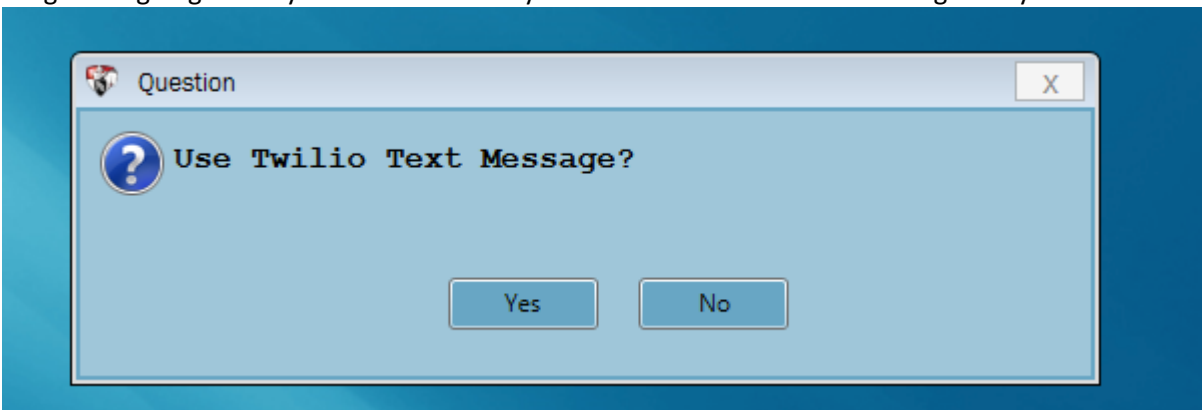 Question
X
Use Twilio Text Message?
Yes
No